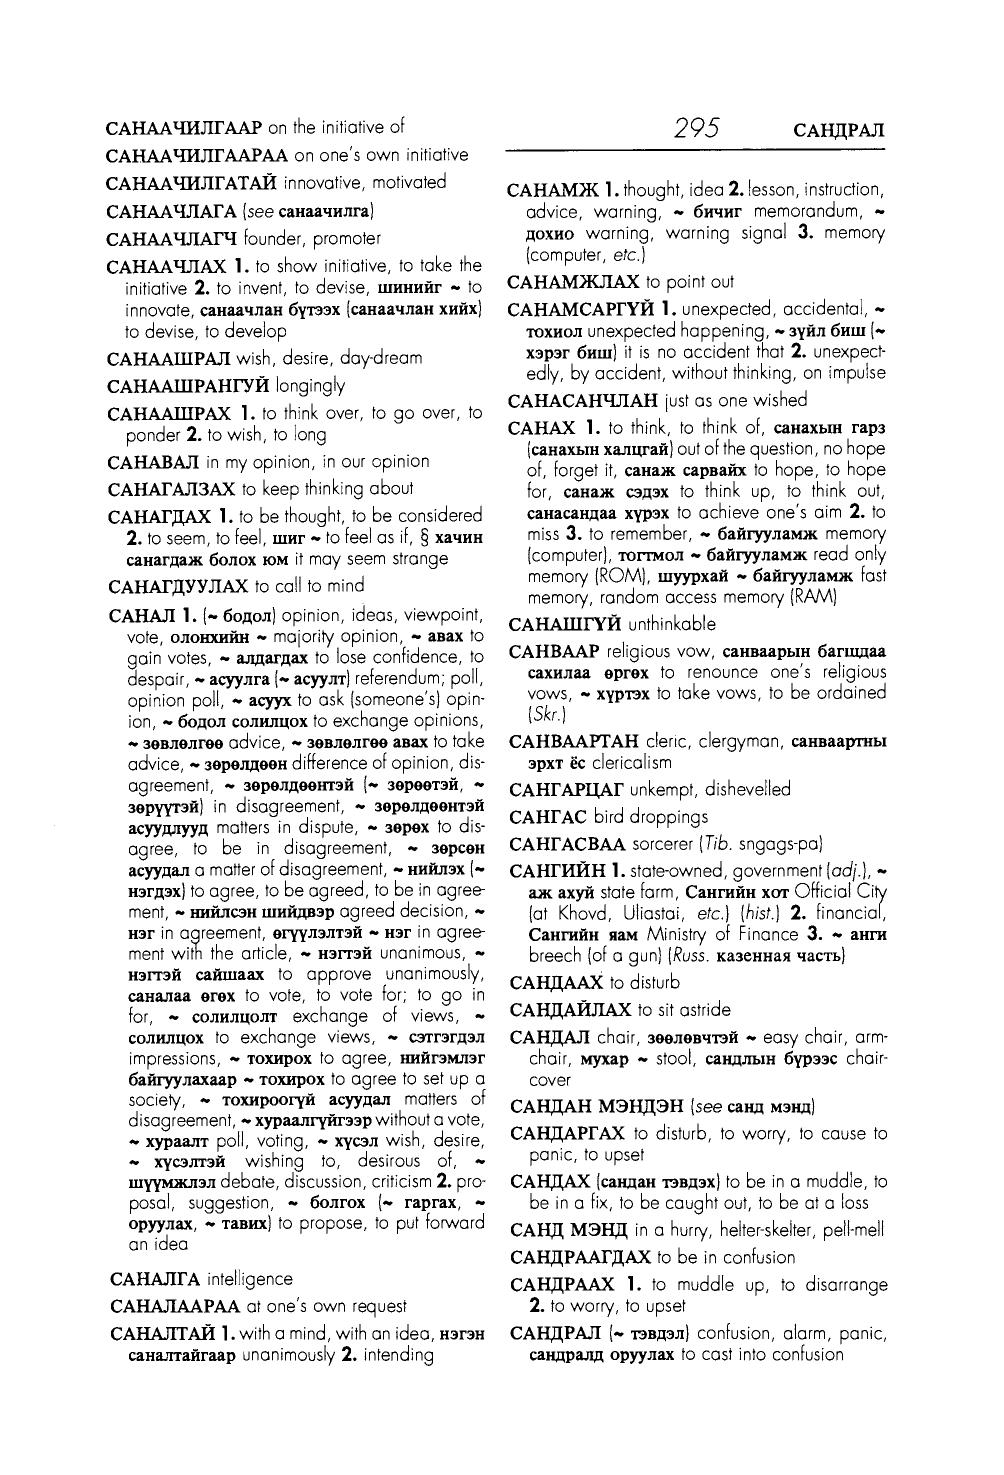 САНААЧИЛГААР on the initiative of
САНААЧИЛГААРАА on one's own initiative
САНААЧИЛГАТАЙ innovative, motivated
САНААЧЛАГА (see санаачилга)
САНААЧЛАГЧ founder, promoter
САНААЧЛАХ 1. to show initiative, to take the
initiative 2. to invent, to devise, шинийг ~ to
innovate, санаачлан бүтээх (санаачлан хийх)
to devise, to develop
САНААШРАЛ wish, desire, day-dream
САНААШРАНГУЙ longingly
САНААШРАХ 1. to think over, to go over, to
ponder 2. to wish, to long
САНАВАЛ in my opinion, in our opinion
САНАГАЛЗАХ to keep thinking about
САНАГДАХ 1. to be thought, to be considered
2. to seem, to feel, шиг ~ to feel as if, § хачин
санагдаж болох юм it may seem strange
САНАГДУУЛАХ to call to mind
САНАЛ 1. (~ бодол) opinion, ideas, viewpoint,
vote, олонхийн ~ majority opinion, ~ авах to
gain votes, ~ алдагдах to lose confidence, to
despair, ~ асуулга (~ асуулт) referendum; poll,
opinion poll, ~ асуух to ask (someone's) opin-
ion, ~ бодол солилцох to exchange opinions,
~ зөвлөлгөө advice, ~ зөвлөлгөө авах to take
advice, ~ зөрөлдөөн difference of opinion, dis-
agreement, ~ зөрөлдөөнтэй (~ зөрөөтэй, ~
зөрүүтэй) in disagreement, ~ зөрөлдөөнтэй
асуудлууд matters in dispute, ~ зөрөх to dis-
agree, to be in disagreement, ~ зөрсөн
асуудал a matter of disagreement, ~ нийлэх (~
нэгдэх) to agree, to be agreed, to be in agree-
ment, ~ нийлсэн шийдвэр agreed decision, ~
нэг in agreement, өгүүлэлтэй ~ нэг in agree-
ment with the article, ~ нэгтэй unanimous, ~
нэгтэй сайшаах to approve unanimously,
саналаа өгөх to vote, to vote for; to go in
for, ~ солилцолт exchange of views, ~
солилцох to exchange views, ~ сэтгэгдэл
impressions, ~ тохирох to agree, нийгэмлэг
байгуулахаар ~ тохирох to agree to set up a
society, ~ тохироогүй асуудал matters of
disagreement, ~ хураалгүйгээр without a vote,
~ хураалт poll, voting, ~ хүсэл wish, desire,
~ хүсэлтэй wishing to, desirous of, ~
шүүмжлэл debate, discussion, criticism 2. pro-
posal, suggestion, ~ болгох (~ гаргах, ~
оруулах, ~ тавих) to propose, to put forward
an idea
САНАЛГА intelligence
САНАЛААРАА at one's own request
САНАЛТАЙ 1. with a mind, with an idea, нэгэн
саналтайгаар unanimously 2. intending
295 САНДРАЛ
САНАМЖ 1. thought, idea 2. lesson, instruction,
advice, warning, ~ бичиг memorandum, ~
дохио warning, warning signal 3. memory
(computer, etc.)
САНАМЖЛАХ to point out
САНАМСАРГҮЙ 1. unexpected, accidental, ~
тохиол unexpected happening, ~ зүйл биш (~
хэрэг биш) it is no accident that 2. unexpect-
edly, by accident, without thinking, on impulse
САНАСАНЧЛАН just as one wished
САНАХ 1. to think, to think of, санахын гарз
(санахын халцгай) out of the question, no hope
of, forget it, санаж сарвайх to hope, to hope
for, санаж сэдэх to think up, to think out,
санасандаа хүрэх to achieve one's aim 2. to
miss 3. to remember, ~ байгууламж memory
(computer), тогтмол ~ байгууламж read only
memory (ROM), шуурхай ~ байгууламж fast
memory, random access memory (RAM)
САНАШГҮЙ unthinkable
САНВААР religious vow, санваарын багшдаа
сахилаа өргөх to renounce one's religious
vows, ~ хүртэх to take vows, to be ordained
(Skr.)
САНВААРТАН cleric, clergyman, санваартны
эрхт ёс clericalism
САНГАРЦАГ unkempt, dishevelled
САНГАС bird droppings
САНГАСВАА sorcerer (Tib. sngags-pa)
САНГИЙН 1. state-owned, government (adj.), ~
аж ахуй state farm, Сангийн хот Official City
(at Khovd, Uliastai, etc.) (hist.) 2. financial,
Сангийн яам Ministry of Finance 3. ~ анги
breech (of a gun) (Russ. казенная часть)
САНДААХ to disturb
САНДАЙЛАХ to sit astride
САНДАЛ chair, зөөлөвчтэй ~ easy chair, arm-
chair, мухар ~ stool, сандлын бүрээс chair-
cover
САНДАН МЭНДЭН (see санд мэнд)
САНДАРГАХ to disturb, to worry, to cause to
panic, to upset
САНДАХ (сандан тэвдэх) to be in a muddle, to
be in a fix, to be caught out, to be at a loss
САНД МЭНД in a hurry, helter-skelter, pell-mell
САНДРААГДАХ to be in confusion
САНДРААХ 1. to muddle up, to disarrange
2. to worry, to upset
САНДРАЛ (~ тэвдэл) confusion, alarm, panic,
сандралд оруулах to cast into confusion